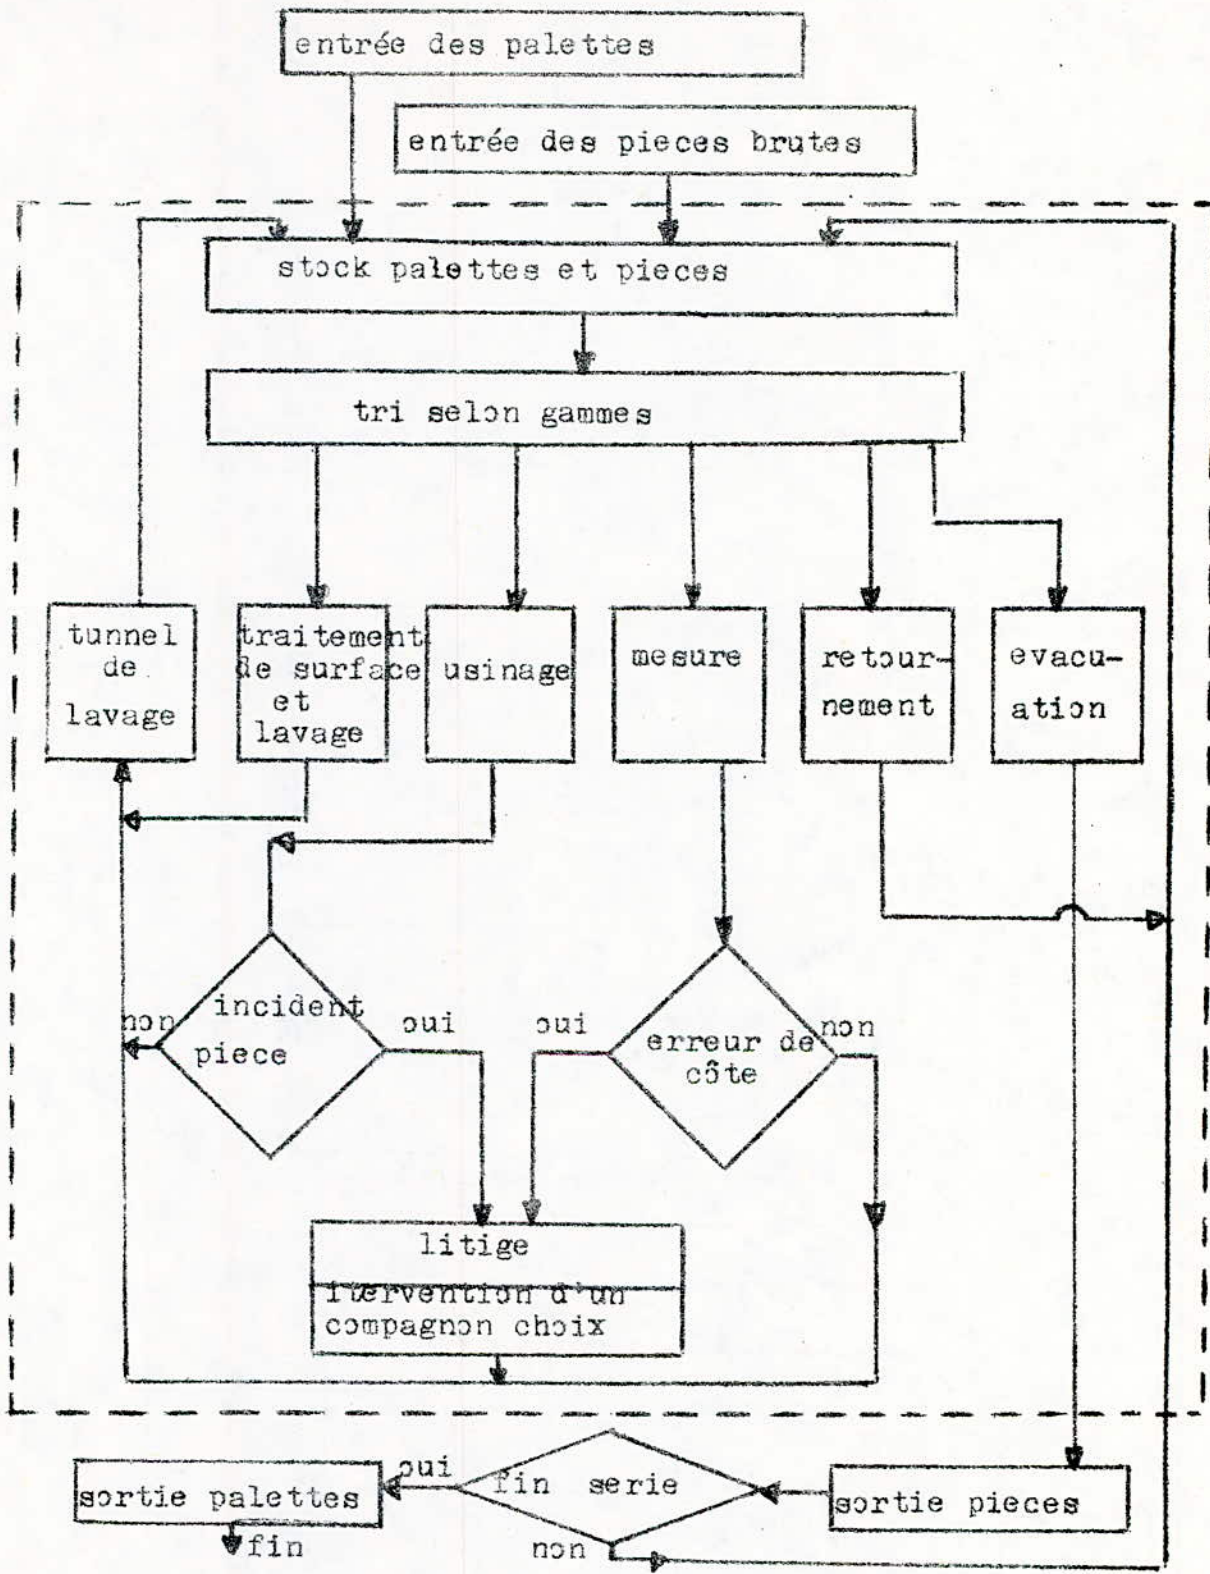 entrée des palettes
entrée des pieces brutes
stock palettes et pieces
tri selon gammes
tunnel
de
lavage
traitement
de surface
et
lavage
usinage
mesure
retour-
nement
evacu-
ation
non
incident
piece
oui
oui
erreur de
côte
non
litige
itervention d'un
compagnon choix
sortie palettes
fin
oui
fin serie
non
sortie pieces